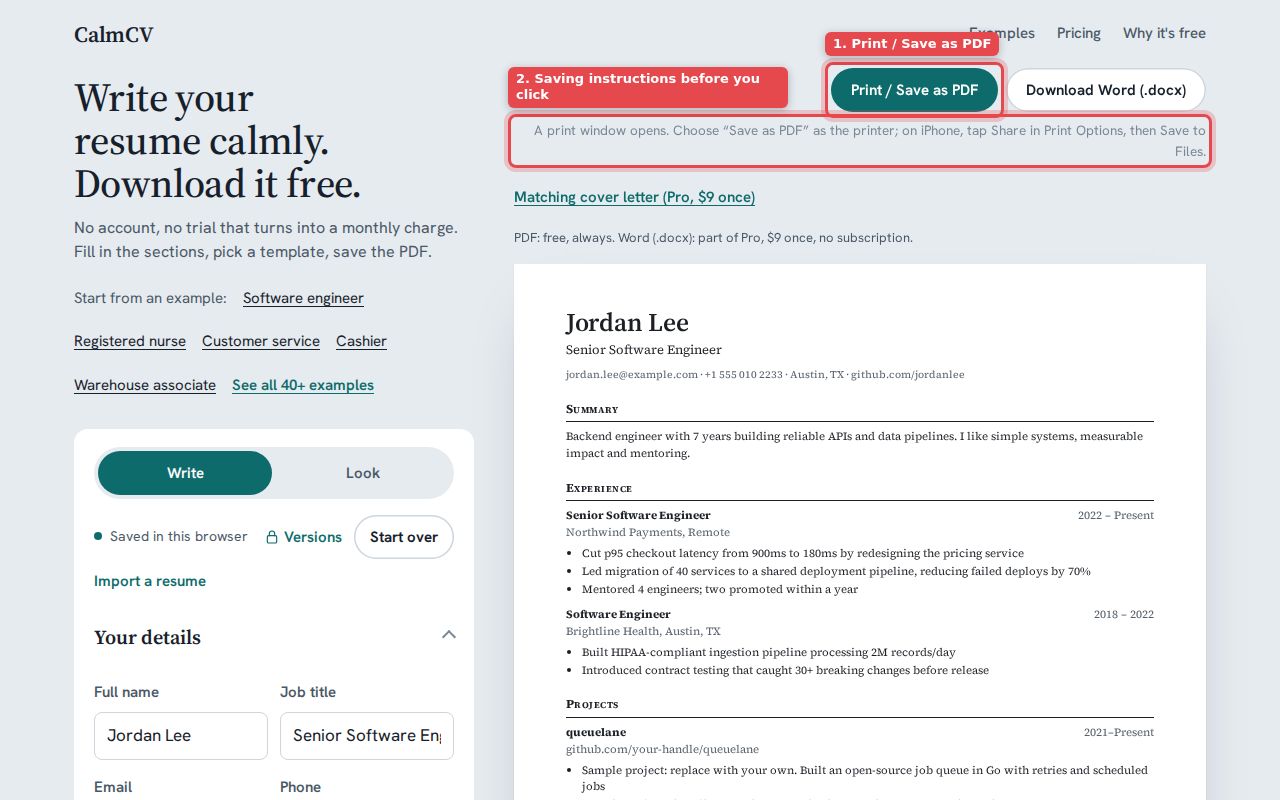 CalmCV
Examples Pricing Why it's free
1. Print / Save as PDF
2. Saving instructions before you
click
Print / Save as PDF
Download Word (.docx)
A print window opens. Choose “Save as PDF” as the printer; on iPhone, tap Share in Print Options, then Save to
Files.
Matching cover letter (Pro, $9 once)
PDF: free, always. Word (.docx): part of Pro, $9 once, no subscription.
Write your
resume calmly.
Download it free.
No account, no trial that turns into a monthly charge.
Fill in the sections, pick a template, save the PDF.
Start from an example: Software engineer
Registered nurse Customer service Cashier
Warehouse associate See all 40+ examples
Write Look
Saved in this browser Versions Start over
Import a resume
Your details
Full name Job title
Jordan Lee Senior Software Eng
Email Phone
Jordan Lee
Senior Software Engineer
jordan.lee@example.com · +1 555 010 2233 · Austin, TX · github.com/jordanlee
Summary
Backend engineer with 7 years building reliable APIs and data pipelines. I like simple systems, measurable
impact and mentoring.
Experience
Senior Software Engineer 2022 – Present
Northwind Payments, Remote
• Cut p95 checkout latency from 900ms to 180ms by redesigning the pricing service
• Led migration of 40 services to a shared deployment pipeline, reducing failed deploys by 70%
• Mentored 4 engineers; two promoted within a year
Software Engineer 2018 – 2022
Brightline Health, Austin, TX
• Built HIPAA-compliant ingestion pipeline processing 2M records/day
• Introduced contract testing that caught 30+ breaking changes before release
Projects
queuelane 2021–Present
github.com/your-handle/queuelane
• Sample project: replace with your own. Built an open-source job queue in Go with retries and scheduled
jobs